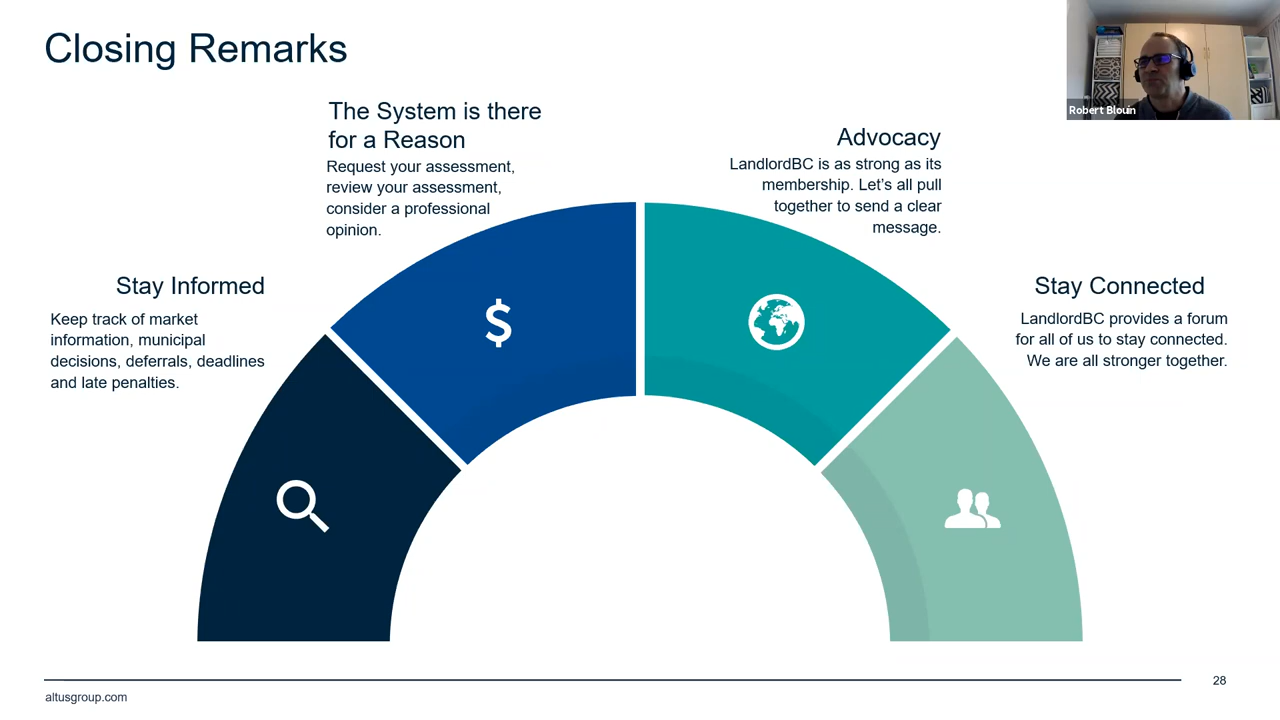 Closing Remarks
Robert Blouin
The System is there
for a Reason
Request your assessment,
review your assessment,
consider a professional
opinion.
Advocacy
LandlordBC is as strong as its
membership. Let's all pull
together to send a clear
message.
Stay Informed
Keep track of market
information, municipal
decisions, deferrals, deadlines
and late penalties.
Stay Connected
LandlordBC provides a forum
for all of us to stay connected.
We are all stronger together.
$
28
altusgroup.com